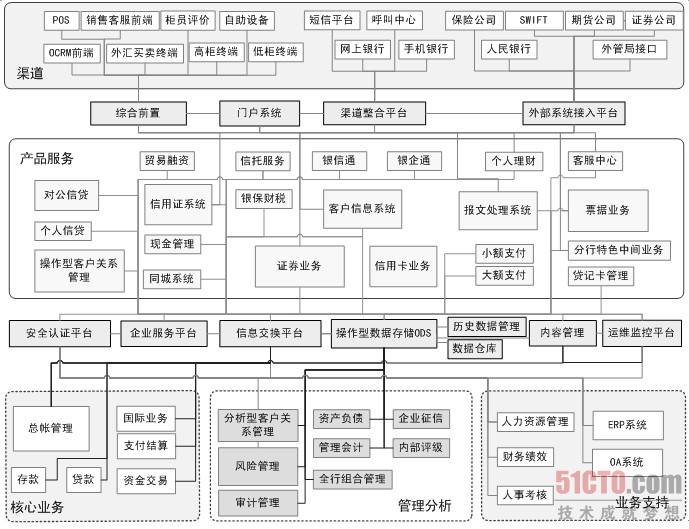 POS 销售客服前端 柜员评价 自助设备 短信平台 呼叫中心 保险公司 SWIFT 期货公司 证券公司
OCRM前端 外汇买卖终端 高柜终端 低柜终端 网上银行 手机银行 人民银行 外管局接口
渠道
综合前置 门户系统 渠道整合平台 外部系统接入平台
产品服务
贸易融资 信托服务 银信通 银企通 个人理财 客服中心
对公信贷 信用证系统 银保财税 客户信息系统 报文处理系统 票据业务
个人信贷 现金管理 分行特色中间业务
操作型客户关系
管理
同城系统 证券业务 信用卡业务 小额支付 大额支付 贷记卡管理
安全认证平台 企业服务平台 信息交换平台 操作型数据存储ODS 历史数据管理 数据仓库 内容管理 运维监控平台
总帐管理 国际业务 支付结算 存款 贷款 资金交易
核心业务
分析型客户关
系管理
资产负债 企业征信
风险管理 管理会计 内部评级
审计管理 全行组合管理
管理分析
人力资源管理 ERP系统
财务绩效 OA系统
人事考核
业务支持
51CTO.com
技术成就梦想